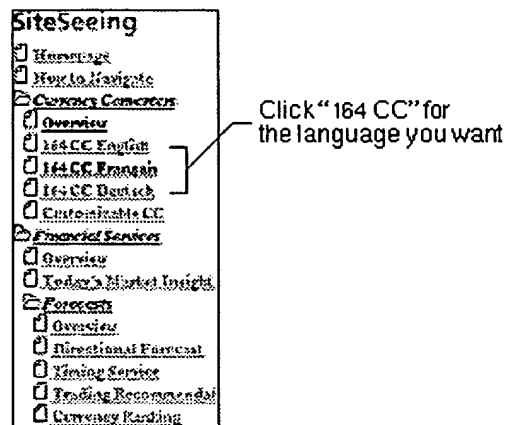 SiteSeeing
Homepage
How to Navigate
Currency Converters
Overview
164 CC English
164 CC Français
164 CC Deutsch
Customizable CC
Financial Services
Overview
Today's Market Insight
Forecasts
Overview
Directional Forecast
Timing Service
Trading Recommendat
Currency Ranking
Click "164 CC" for
the language you want